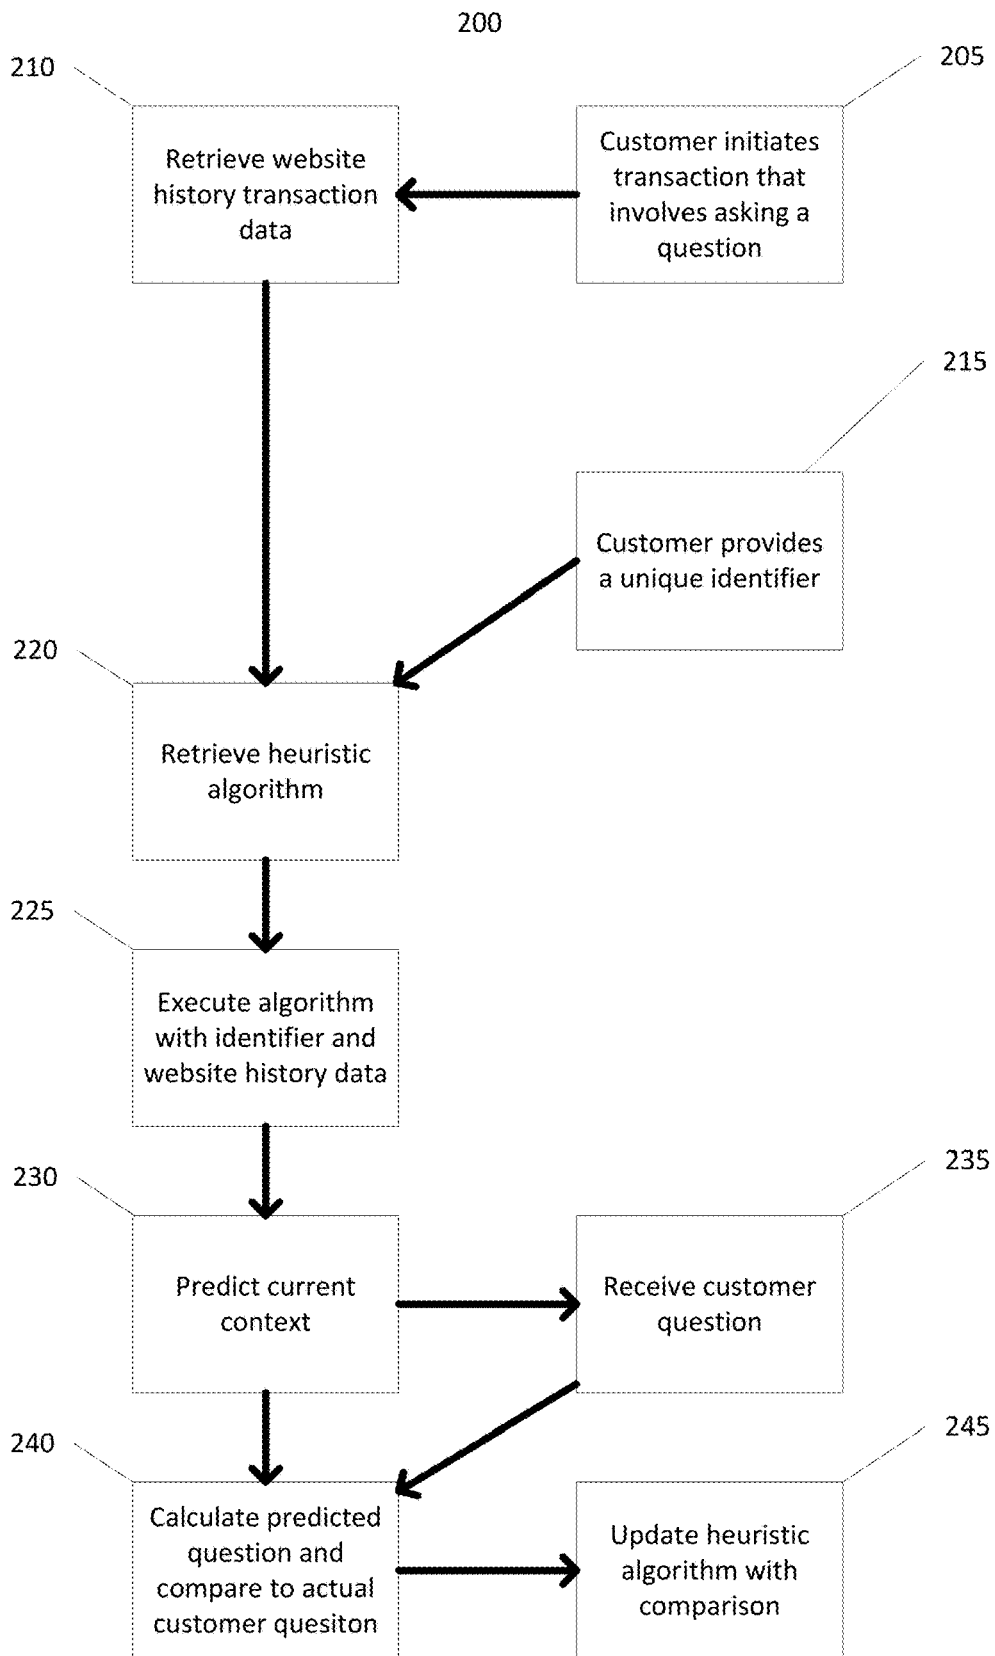 200
210
205
Retrieve website
history transaction
data
Customer initiates
transaction that
involves asking a
question
215
Customer provides
a unique identifier
220
Retrieve heuristic
algorithm
225
Execute algorithm
with identifier and
website history data
230
235
Predict current
context
Receive customer
question
240
245
Calculate predicted
question and
compare to actual
customer quesiton
Update heuristic
algorithm with
comparison